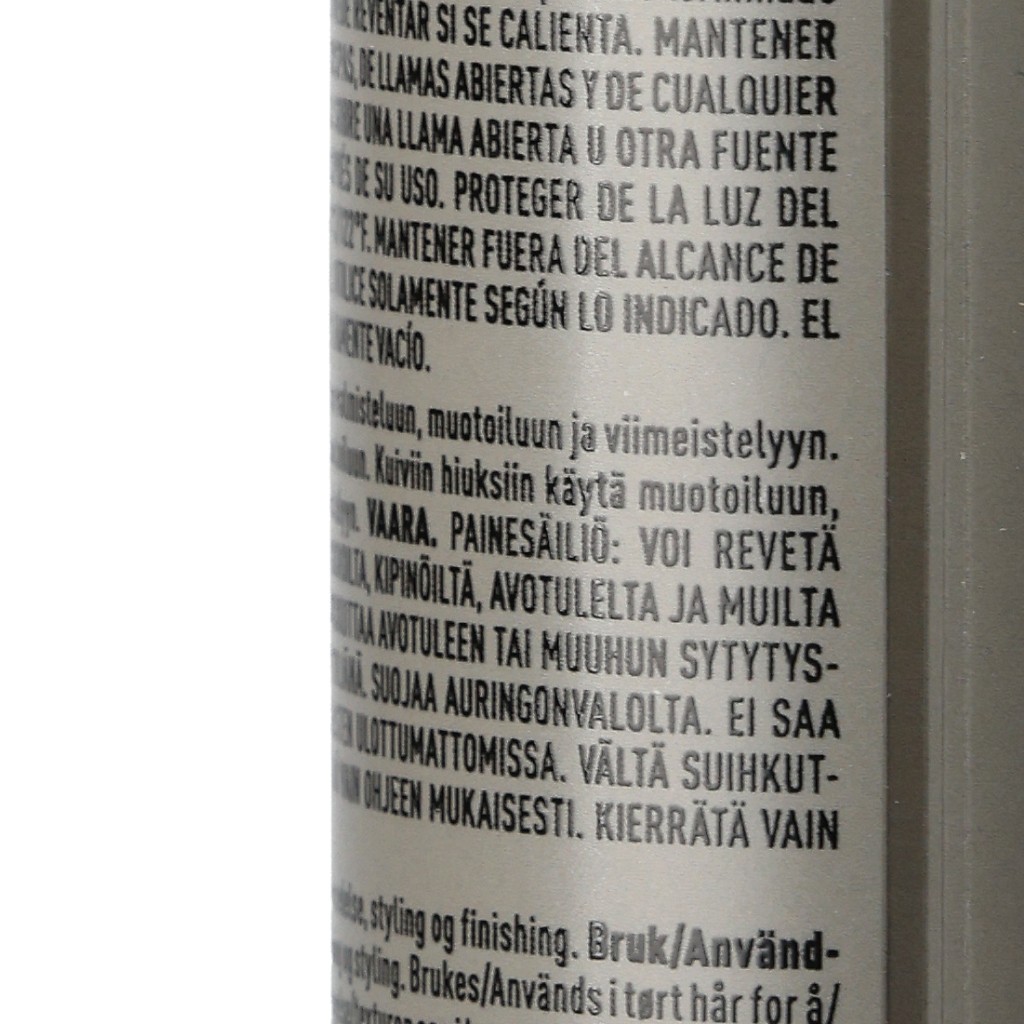 REVENTAR SI SE CALIENTA. MANTENER
DE LLAMAS ABIERTAS Y DE CUALQUIER
UNA LLAMA ABIERTA U OTRA FUENTE
DE SU USO. PROTEGER DE LA LUZ DEL
MANTENER FUERA DEL ALCANCE DE
SOLAMENTE SEGÚN LO INDICADO. EL
VACÍO.
muotoiluun ja viimeistelyyn.
Kuiviin hiuksiin käytä muotoiluun,
VAARA. PAINESÄILIÖ: VOI REVETÄ
KIPINÖILTÄ, AVOTULELTA JA MUILTA
AVOTULEEN TAI MUUHUN SYTYTYS-
SUOJAA AURINGONVALOLTA. EI SAA
ULOTTUMATTOMISSA. VÄLTÄ SUIHKUT-
VAIN OHJEEN MUKAISESTI. KIERRÄTÄ VAIN
styling og finishing. Bruk/Använd-
styling. Brukes/Används i tørt hår for å/